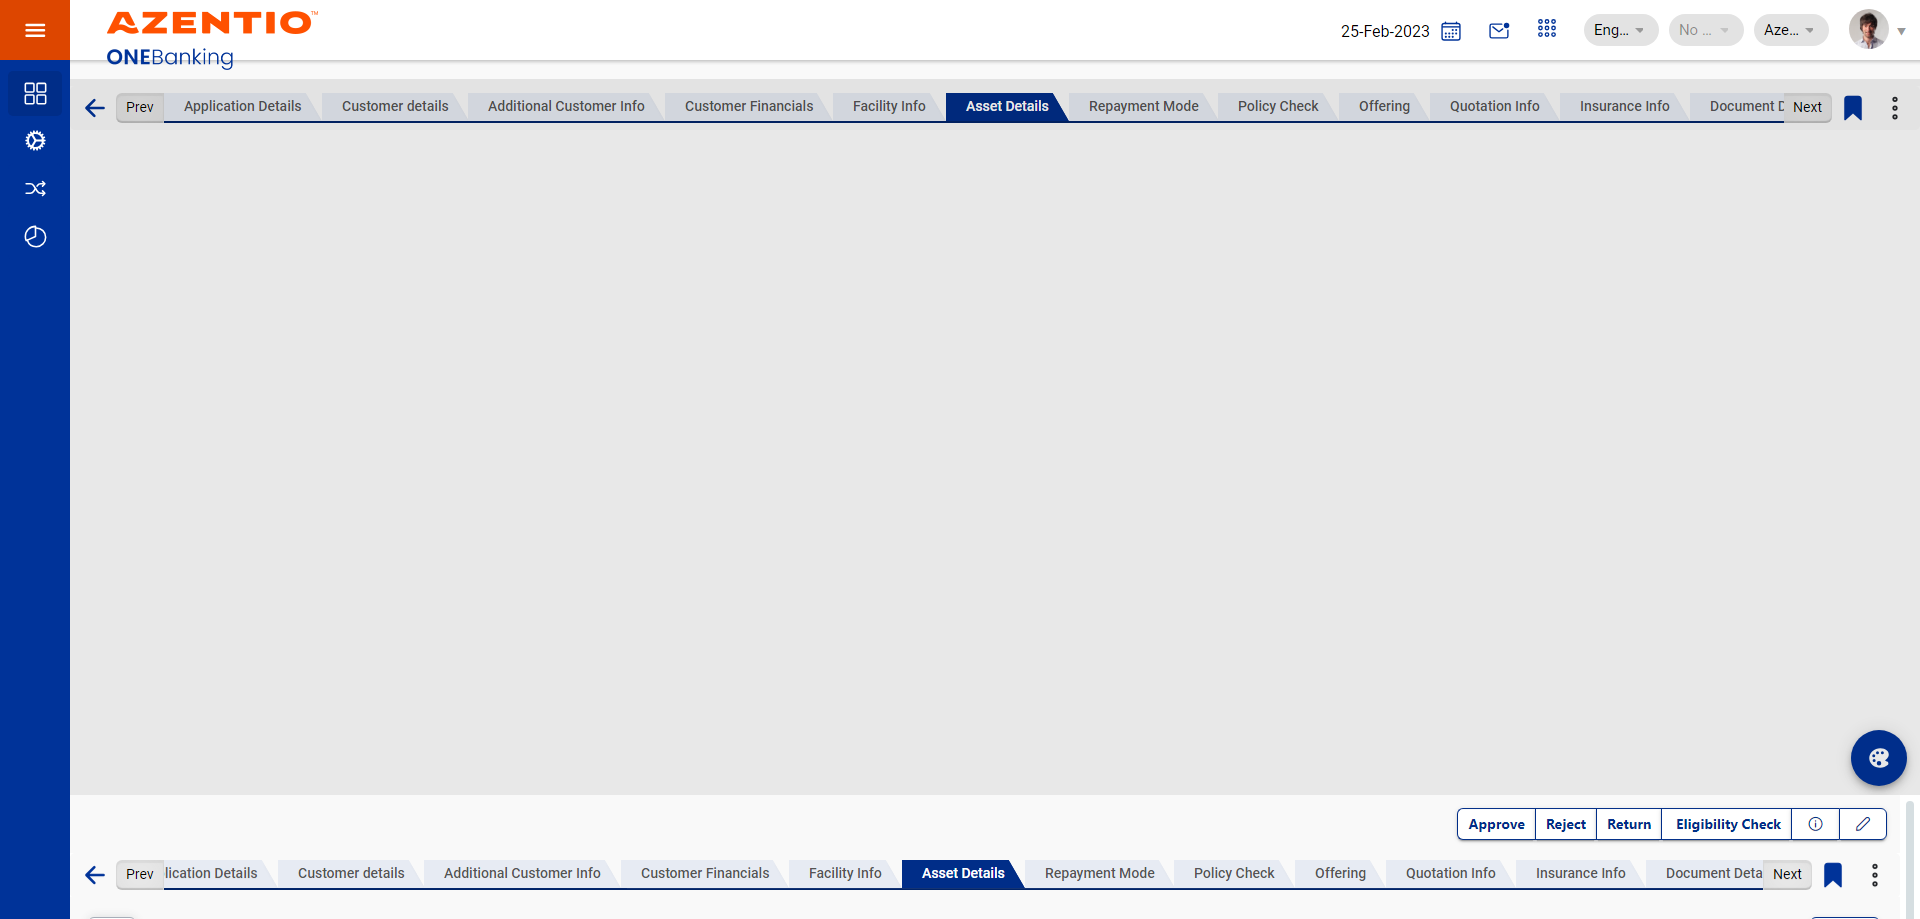 AZENTIO™
ONEBanking
25-Feb-2023
Eng...
No ...
Aze...
Prev
Application Details
Customer details
Additional Customer Info
Customer Financials
Facility Info
Asset Details
Repayment Mode
Policy Check
Offering
Quotation Info
Insurance Info
Document D
Next
Approve
Reject
Return
Eligibility Check
Prev
lication Details
Customer details
Additional Customer Info
Customer Financials
Facility Info
Asset Details
Repayment Mode
Policy Check
Offering
Quotation Info
Insurance Info
Document Deta
Next